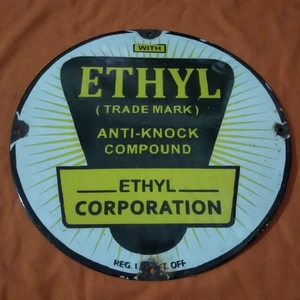 WITH
ETHYL
( TRADE MARK )
ANTI-KNOCK
COMPOUND
ETHYL
CORPORATION
REG. OFF